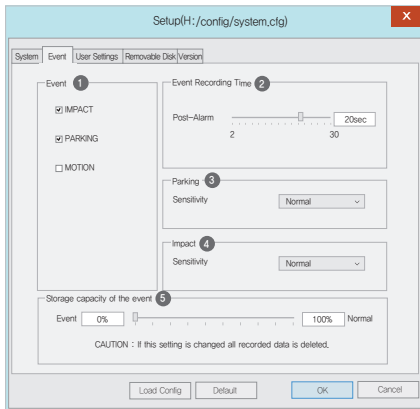 Setup(H:/config/system.cfg)
X
System Event User Settings Removable Disk Version
Event 1
IMPACT
PARKING
MOTION
Event Recording Time 2
Post-Alarm 20sec
2 30
Parking 3
Sensitivity Normal
Impact 4
Sensitivity Normal
Storage capacity of the event 5
Event 0% 100% Normal
CAUTION : If this setting is changed all recorded data is deleted.
Load Config Default OK Cancel